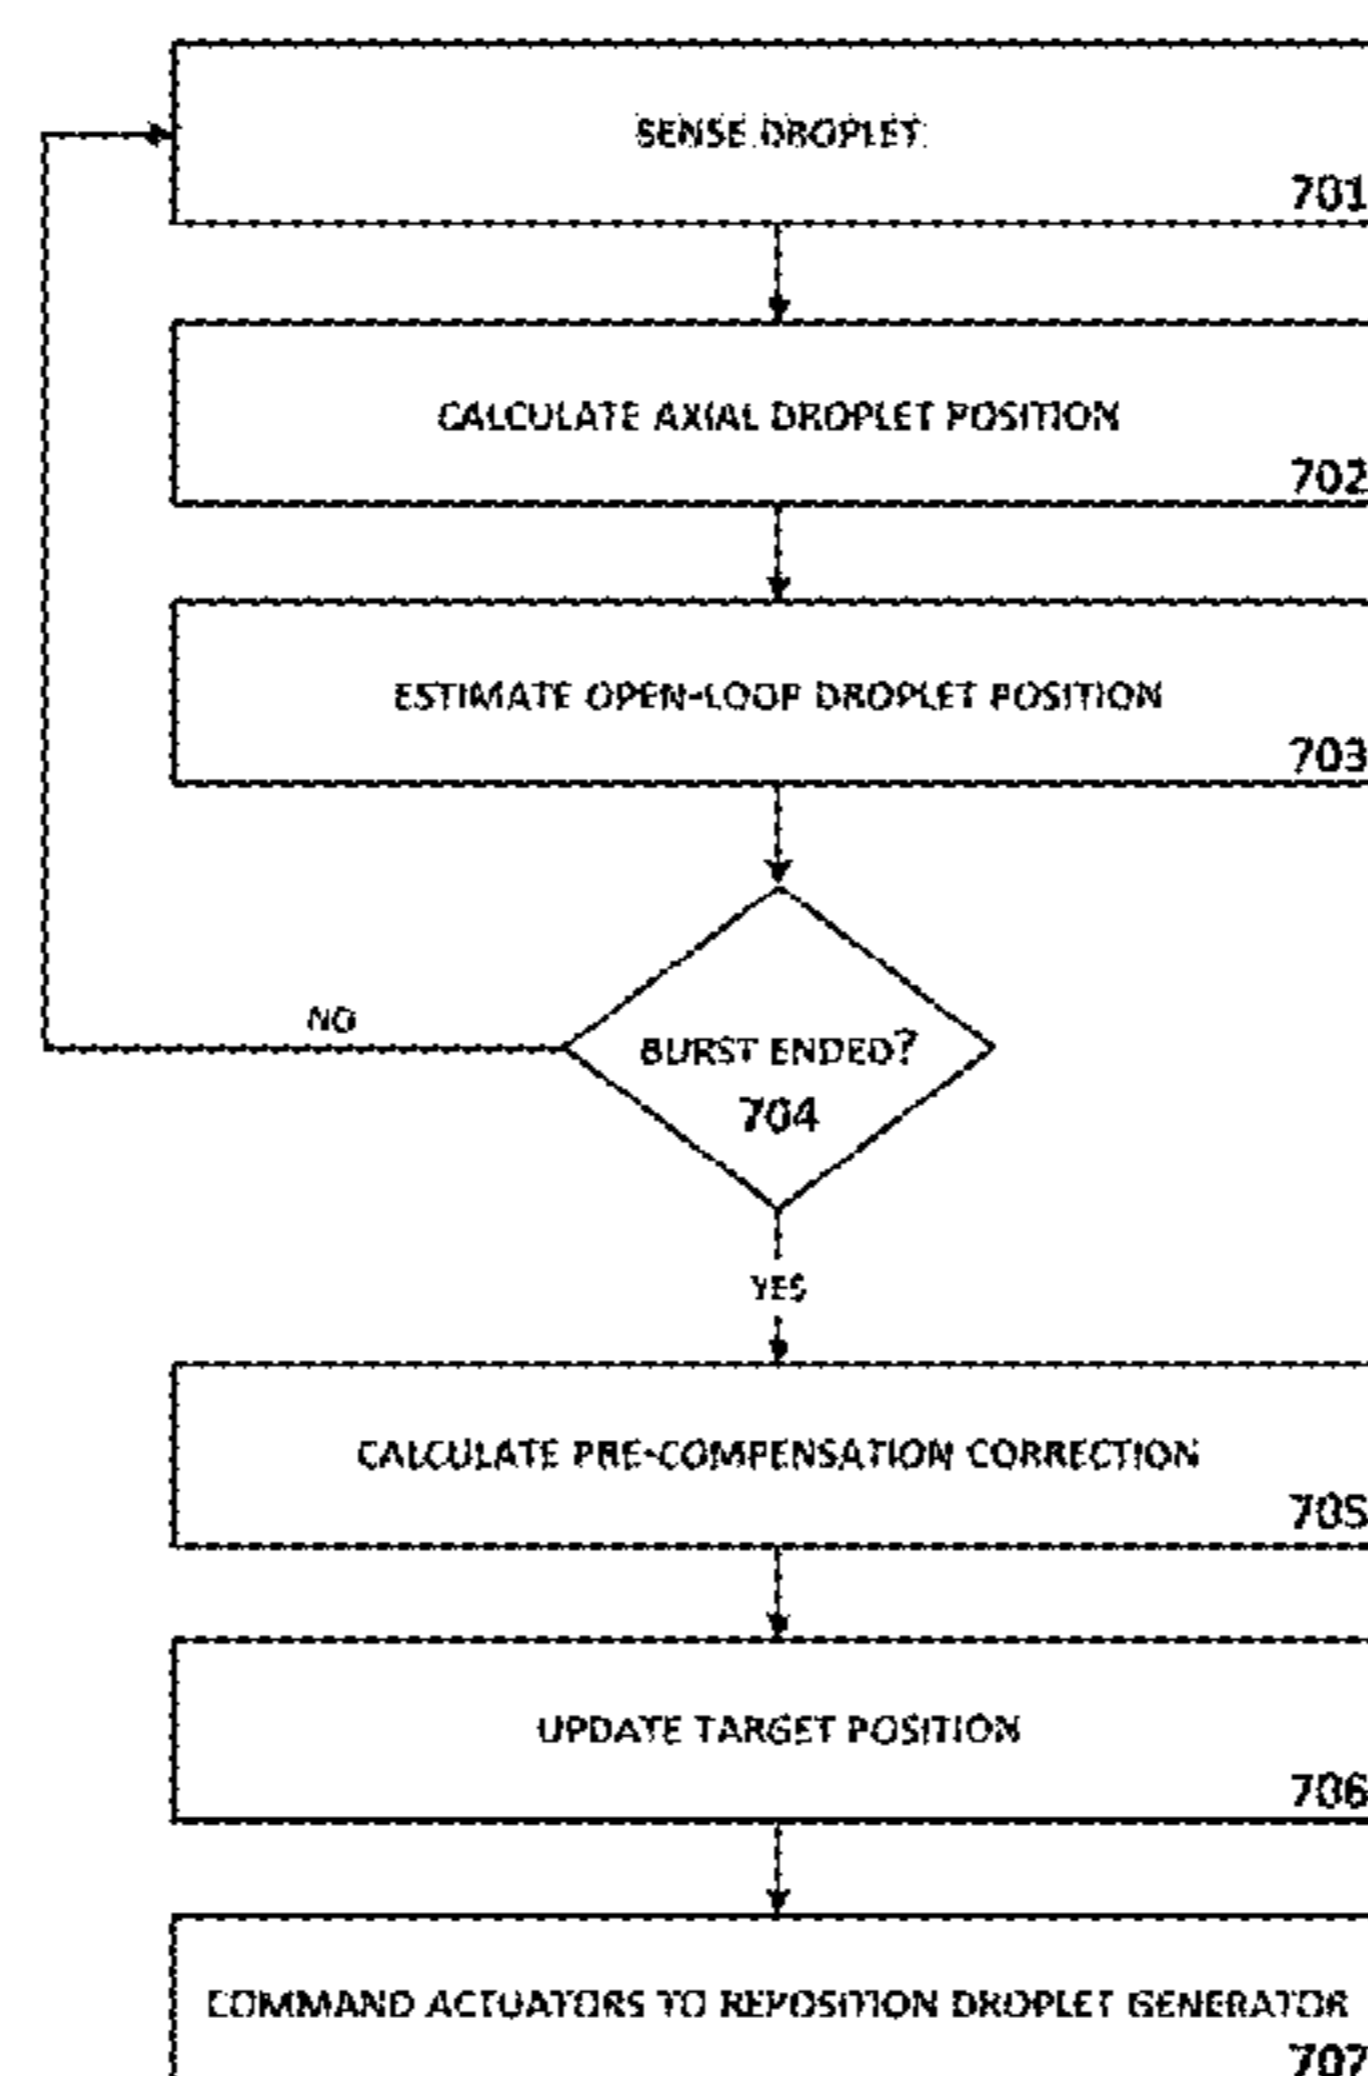 SENSE DROPLET
701
CALCULATE AXIAL DROPLET POSITION
702
ESTIMATE OPEN-LOOP DROPLET POSITION
703
NO
BURST ENDED?
704
YES
CALCULATE PRE-COMPENSATION CORRECTION
705
UPDATE TARGET POSITION
706
COMMAND ACTUATORS TO REPOSITION DROPLET GENERATOR
707